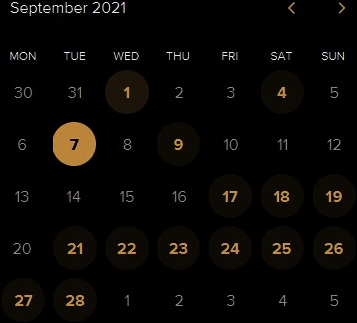 September 2021
MON TUE WED THU FRI SAT SUN
30 31 1 2 3 4 5
6 7 8 9 10 11 12
13 14 15 16 17 18 19
20 21 22 23 24 25 26
27 28 1 2 3 4 5